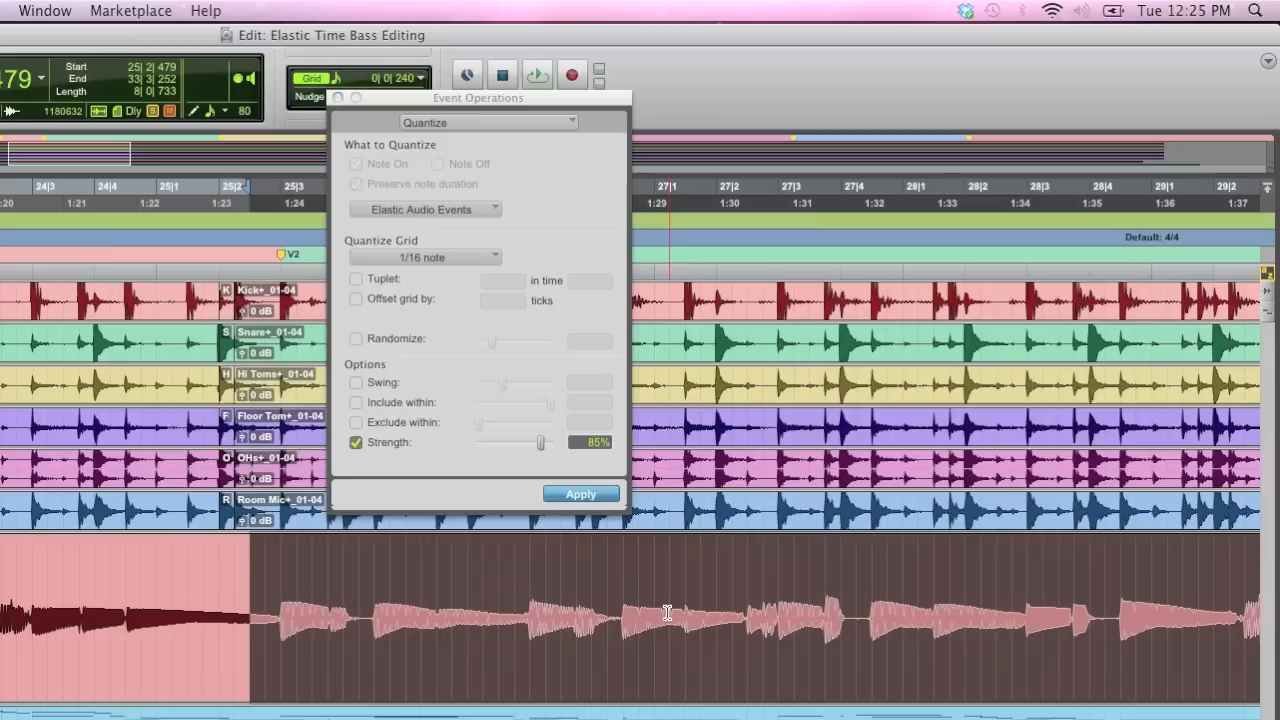 Window Marketplace Help Tue 12:25 PM
Edit: Elastic Time Bass Editing
479
Start 25| 2| 479
End 33| 3| 252
Length 8| 0| 733
1180632 Dly S M 80
Grid 0| 0| 240
Nudge
Event Operations
Quantize
What to Quantize
Note On Note Off
Preserve note duration
Elastic Audio Events
Quantize Grid
1/16 note
Tuplet: in time
Offset grid by: ticks
Randomize:
Options
Swing:
Include within:
Exclude within:
Strength: 85%
Apply
24|3 24|4 25|1 25|2 25|3 27|1 27|2 27|3 27|4 28|1 28|2 28|3 28|4 29|1 29|2
1:20 1:21 1:22 1:23 1:24 1:29 1:30 1:31 1:32 1:33 1:34 1:35 1:36 1:37
Default: 4/4
V2
K Kick+_01-04
0 dB
S Snare+_01-04
0 dB
H Hi Toms+_01-04
0 dB
F Floor Tom+_01-04
0 dB
O OHs+_01-04
0 dB
R Room Mic+_01-04
0 dB